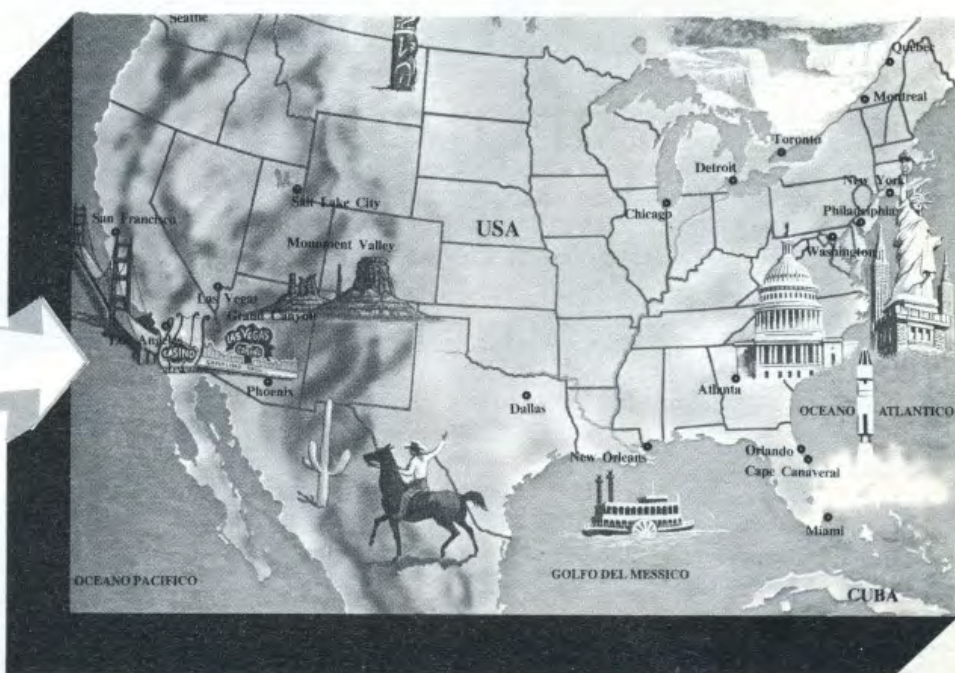 Seattle
Quebec
Montreal
Toronto
Detroit
New York
Salt Lake City
Chicago
Philadelphia
San Francisco
USA
Washington
Monument Valley
Las Vegas
Grand Canyon
LAS VEGAS
CASINO
Phoenix
Atlanta
Dallas
OCEANO ATLANTICO
New Orleans
Orlando
Cape Canaveral
Miami
OCEANO PACIFICO
GOLFO DEL MESSICO
CUBA